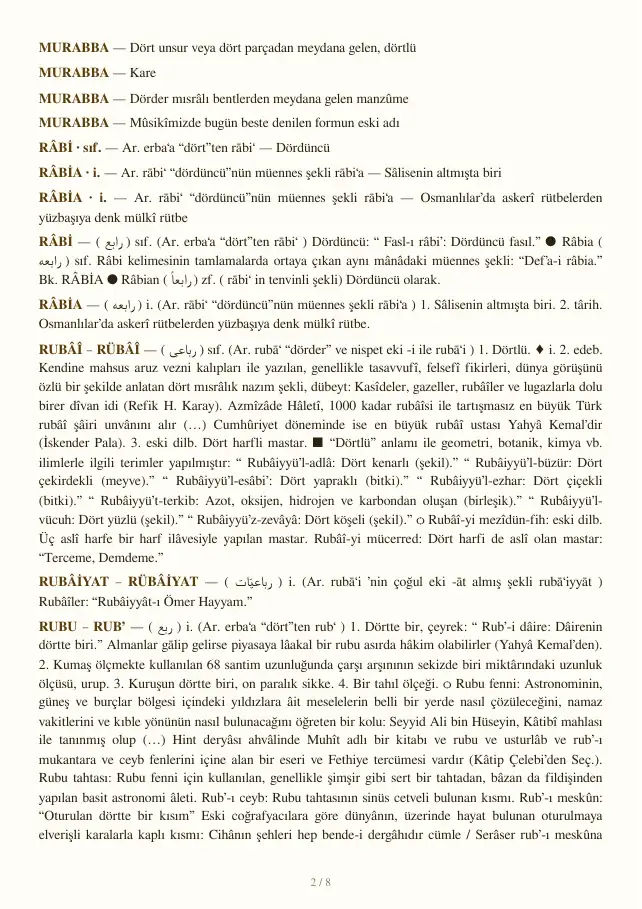 MURABBA — Dört unsur veya dört parçadan meydana gelen, dörtlü
MURABBA — Kare
MURABBA — Dörder mısrâlı bentlerden meydana gelen manzûme
MURABBA — Mûsikîmizde bugün beste denilen formun eski adı
RÂBİ · sıf. — Ar. erba‘a “dört”ten rābi‘ — Dördüncü
RÂBİA · i. — Ar. rābi‘ “dördüncü”nün müennes şekli rābi‘a — Sâlisenin altmışta biri
RÂBİA · i. — Ar. rābi‘ “dördüncü”nün müennes şekli rābi‘a — Osmanlılar’da askerî rütbelerden
yüzbaşıya denk mülkî rütbe
RÂBİ — ( رابع ) sıf. (Ar. erba‘a “dört”ten rābi‘ ) Dördüncü: “ Fasl-ı râbi’: Dördüncü fasıl.” ● Râbia (
رابعه ) sıf. Râbi kelimesinin tamlamalarda ortaya çıkan aynı mânâdaki müennes şekli: “Def’a-i râbia.”
Bk. RÂBİA ● Râbian ( رابعاً ) zf. ( rābi‘ in tenvinli şekli) Dördüncü olarak.
RÂBİA — ( رابعه ) i. (Ar. rābi‘ “dördüncü”nün müennes şekli rābi‘a ) 1. Sâlisenin altmışta biri. 2. târih.
Osmanlılar’da askerî rütbelerden yüzbaşıya denk mülkî rütbe.
RUBÂÎ – RÜBÂÎ — ( رباعى ) sıf. (Ar. rubā‘ “dörder” ve nispet eki -i ile rubā‘i ) 1. Dörtlü. ♦ i. 2. edeb.
Kendine mahsus aruz vezni kalıpları ile yazılan, genellikle tasavvufî, felsefî fikirleri, dünya görüşünü
özlü bir şekilde anlatan dört mısrâlık nazım şekli, dübeyt: Kasîdeler, gazeller, rubâîler ve lugazlarla dolu
birer dîvan idi (Refik H. Karay). Azmîzâde Hâletî, 1000 kadar rubâîsi ile tartışmasız en büyük Türk
rubâî şâiri unvânını alır (…) Cumhûriyet döneminde ise en büyük rubâî ustası Yahyâ Kemal’dir
(İskender Pala). 3. eski dilb. Dört harfli mastar. ■ “Dörtlü” anlamı ile geometri, botanik, kimya vb.
ilimlerle ilgili terimler yapılmıştır: “ Rubâiyyü’l-adlâ: Dört kenarlı (şekil).” “ Rubâiyyü’l-büzür: Dört
çekirdekli (meyve).” “ Rubâiyyü’l-esâbi’: Dört yapraklı (bitki).” “ Rubâiyyü’l-ezhar: Dört çiçekli
(bitki).” “ Rubâiyyü’t-terkib: Azot, oksijen, hidrojen ve karbondan oluşan (birleşik).” “ Rubâiyyü’l-
vücuh: Dört yüzlü (şekil).” “ Rubâiyyü’z-zevâyâ: Dört köşeli (şekil).” o Rubâî-yi mezîdün-fih: eski dilb.
Üç aslî harfe bir harf ilâvesiyle yapılan mastar. Rubâî-yi mücerred: Dört harfi de aslî olan mastar:
“Terceme, Demdeme.”
RUBÂİYAT – RÜBÂİYAT — ( رباعيّات ) i. (Ar. rubā‘i ’nin çoğul eki -āt almış şekli rubā‘iyyāt )
Rubâîler: “Rubâiyyât-ı Ömer Hayyam.”
RUBU – RUB’ — ( ربع ) i. (Ar. erba‘a “dört”ten rub‘ ) 1. Dörtte bir, çeyrek: “ Rub’-i dâire: Dâirenin
dörtte biri.” Almanlar gālip gelirse piyasaya lâakal bir rubu asırda hâkim olabilirler (Yahyâ Kemal’den).
2. Kumaş ölçmekte kullanılan 68 santim uzunluğunda çarşı arşınının sekizde biri miktârındaki uzunluk
ölçüsü, urup. 3. Kuruşun dörtte biri, on paralık sikke. 4. Bir tahıl ölçeği. o Rubu fenni: Astronominin,
güneş ve burçlar bölgesi içindeki yıldızlara âit meselelerin belli bir yerde nasıl çözüleceğini, namaz
vakitlerini ve kıble yönünün nasıl bulunacağını öğreten bir kolu: Seyyid Ali bin Hüseyin, Kâtibî mahlası
ile tanınmış olup (…) Hint deryâsı ahvâlinde Muhît adlı bir kitabı ve rubu ve usturlâb ve rub’-ı
mukantara ve ceyb fenlerini içine alan bir eseri ve Fethiye tercümesi vardır (Kâtip Çelebi’den Seç.).
Rubu tahtası: Rubu fenni için kullanılan, genellikle şimşir gibi sert bir tahtadan, bâzan da fildişinden
yapılan basit astronomi âleti. Rub’-ı ceyb: Rubu tahtasının sinüs cetveli bulunan kısmı. Rub’-ı meskûn:
“Oturulan dörtte bir kısım” Eski coğrafyacılara göre dünyânın, üzerinde hayat bulunan oturulmaya
elverişli karalarla kaplı kısmı: Cihânın şehleri hep bende-i dergâhıdır cümle / Serâser rub’-ı meskûna
2 / 8